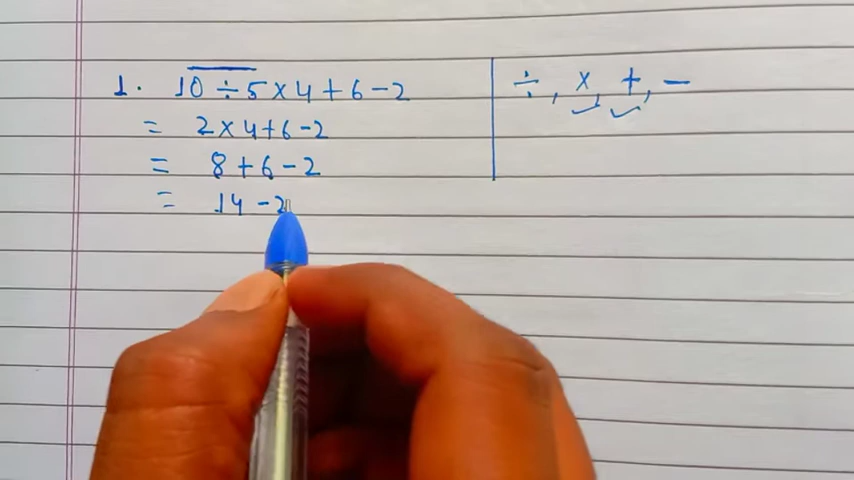 1. 10 ÷ 5 × 4 + 6 - 2
= 2 × 4 + 6 - 2
= 8 + 6 - 2
= 14 - 2
÷, ×, +, -